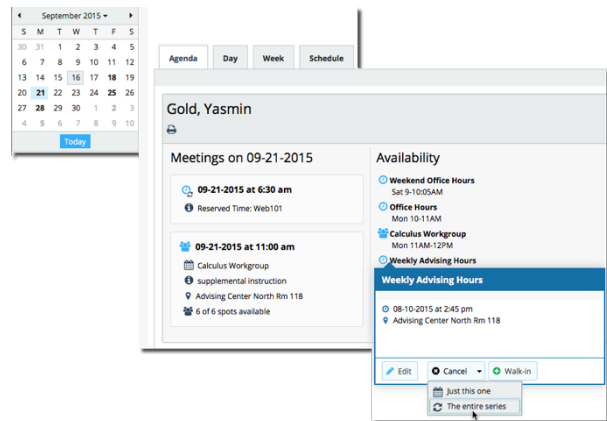 September 2015
S M T W T F S
30 31 1 2 3 4 5
6 7 8 9 10 11 12
13 14 15 16 17 18 19
20 21 22 23 24 25 26
27 28 29 30 1 2 3
4 5 6 7 8 9 10
Today
Agenda Day Week Schedule
Gold, Yasmin
Meetings on 09-21-2015
09-21-2015 at 6:30 am
Reserved Time: Web101
09-21-2015 at 11:00 am
Calculus Workgroup
supplemental instruction
Advising Center North Rm 118
6 of 6 spots available
Availability
Weekend Office Hours
Sat 9-10:05AM
Office Hours
Mon 10-11AM
Calculus Workgroup
Mon 11AM-12PM
Weekly Advising Hours
Weekly Advising Hours
08-10-2015 at 2:45 pm
Advising Center North Rm 118
Edit Cancel Walk-in
Just this one
The entire series